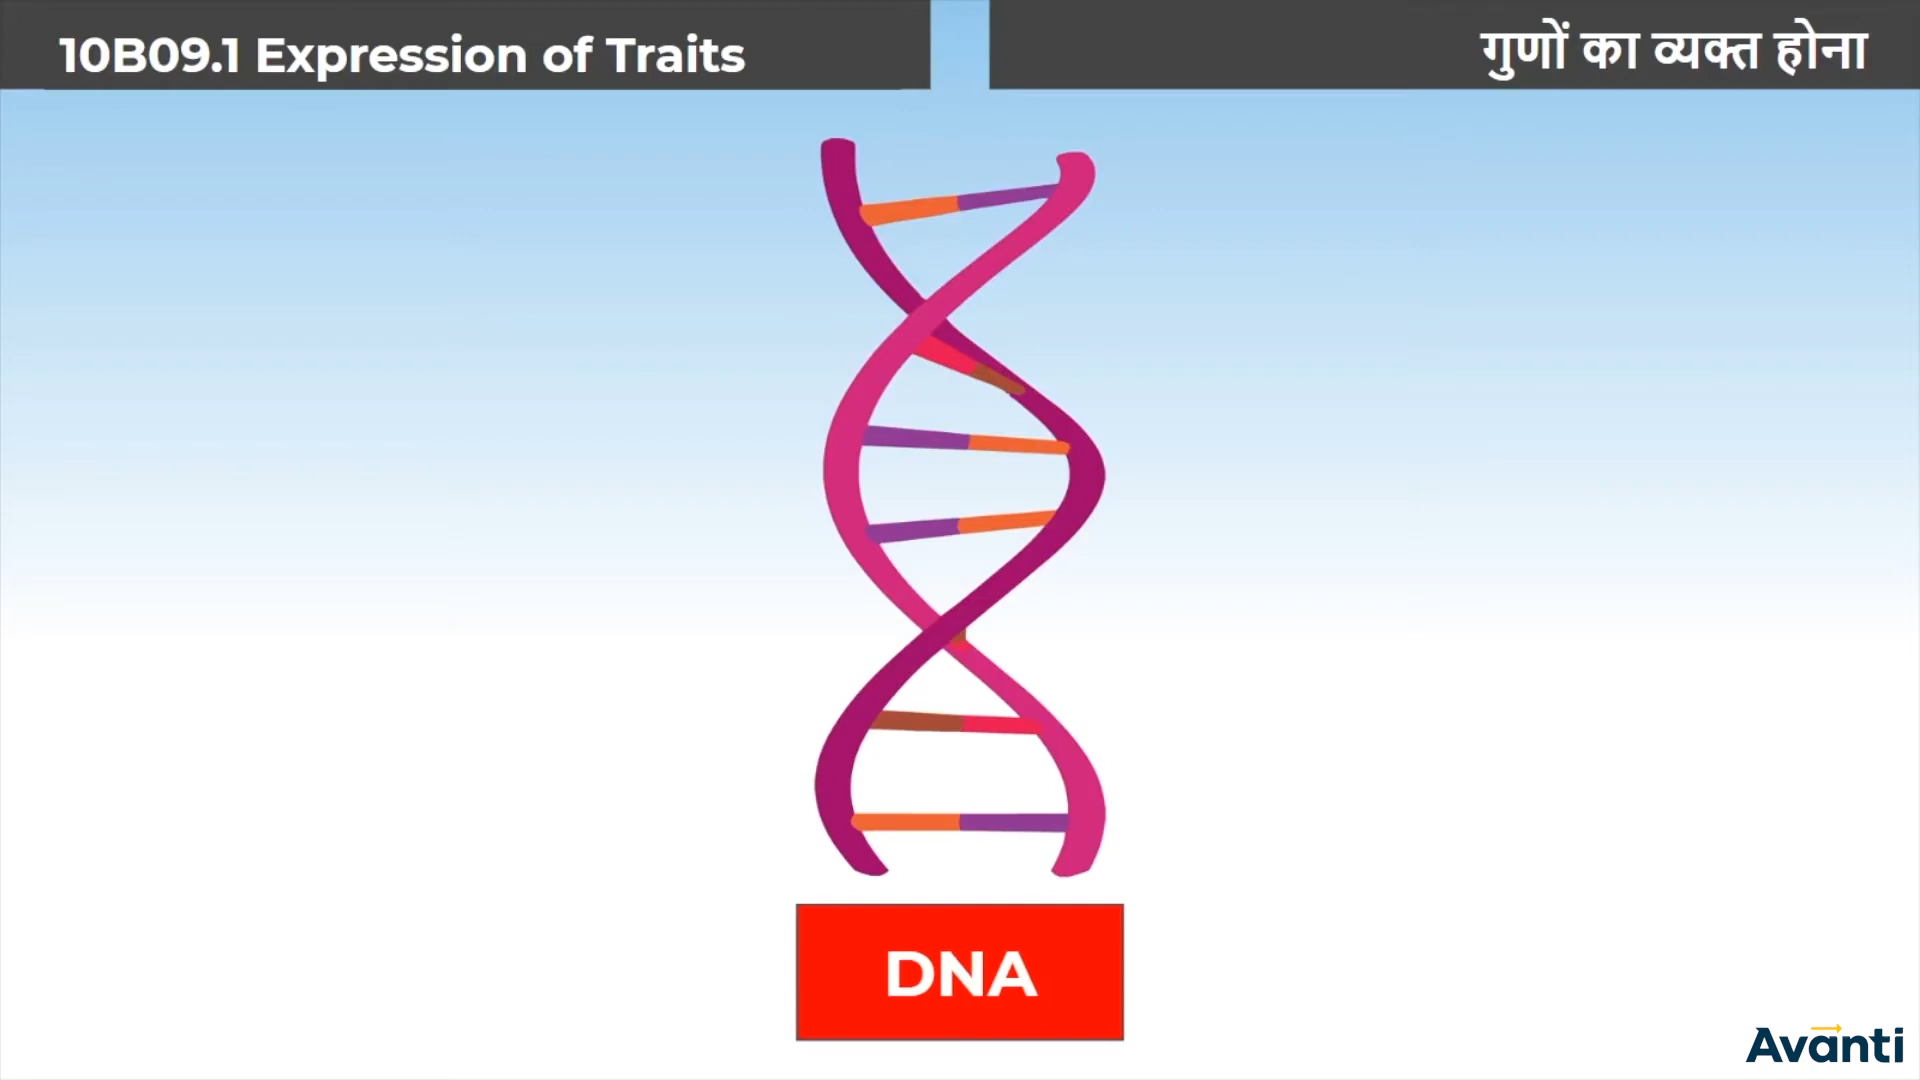 10B09.1 Expression of Traits
गुणों का व्यक्त होना
DNA
Avanti